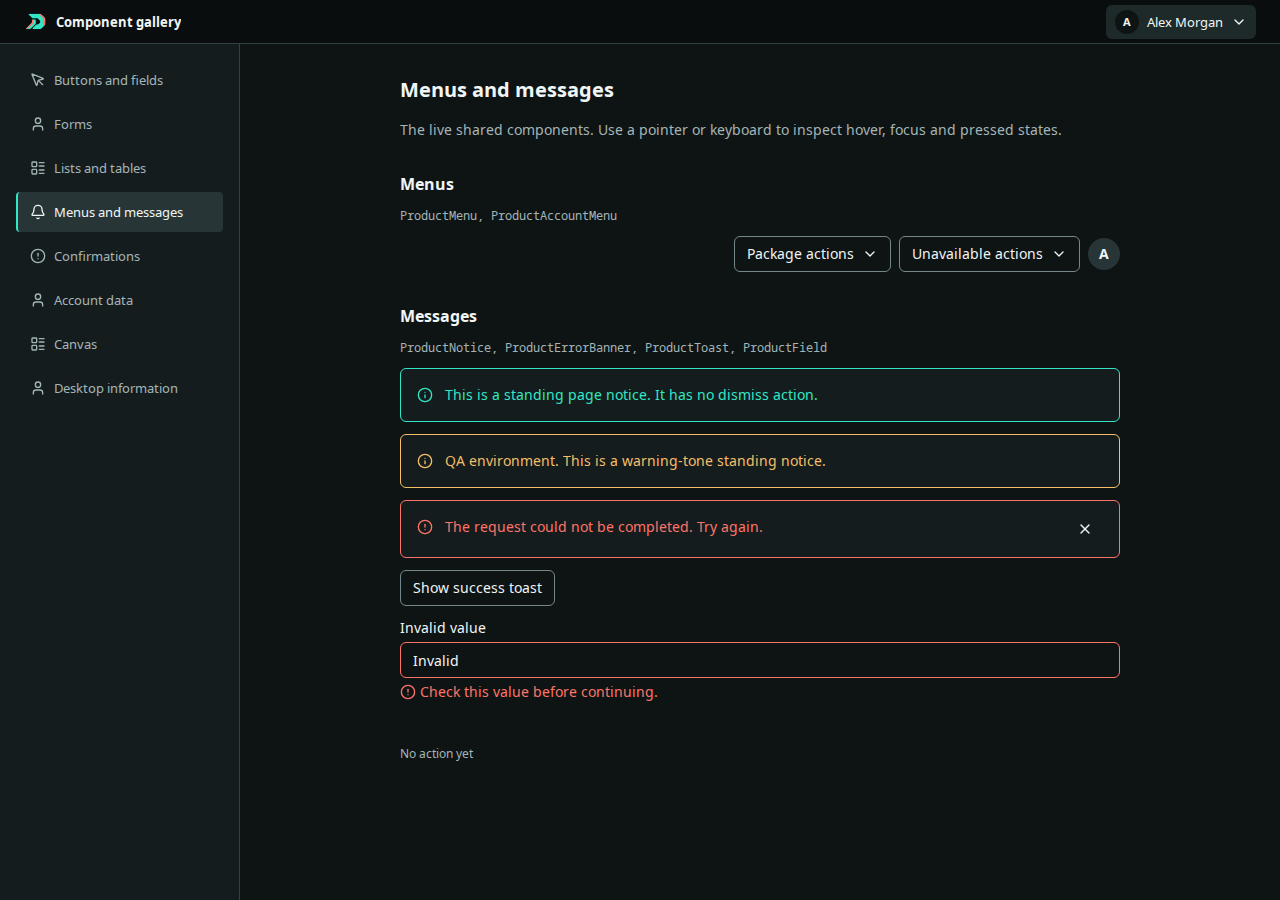 Component gallery
A Alex Morgan
Buttons and fields
Forms
Lists and tables
Menus and messages
Confirmations
Account data
Canvas
Desktop information
Menus and messages
The live shared components. Use a pointer or keyboard to inspect hover, focus and pressed states.
Menus
ProductMenu, ProductAccountMenu
Package actions Unavailable actions A
Messages
ProductNotice, ProductErrorBanner, ProductToast, ProductField
This is a standing page notice. It has no dismiss action.
QA environment. This is a warning-tone standing notice.
The request could not be completed. Try again.
Show success toast
Invalid value
Invalid
Check this value before continuing.
No action yet